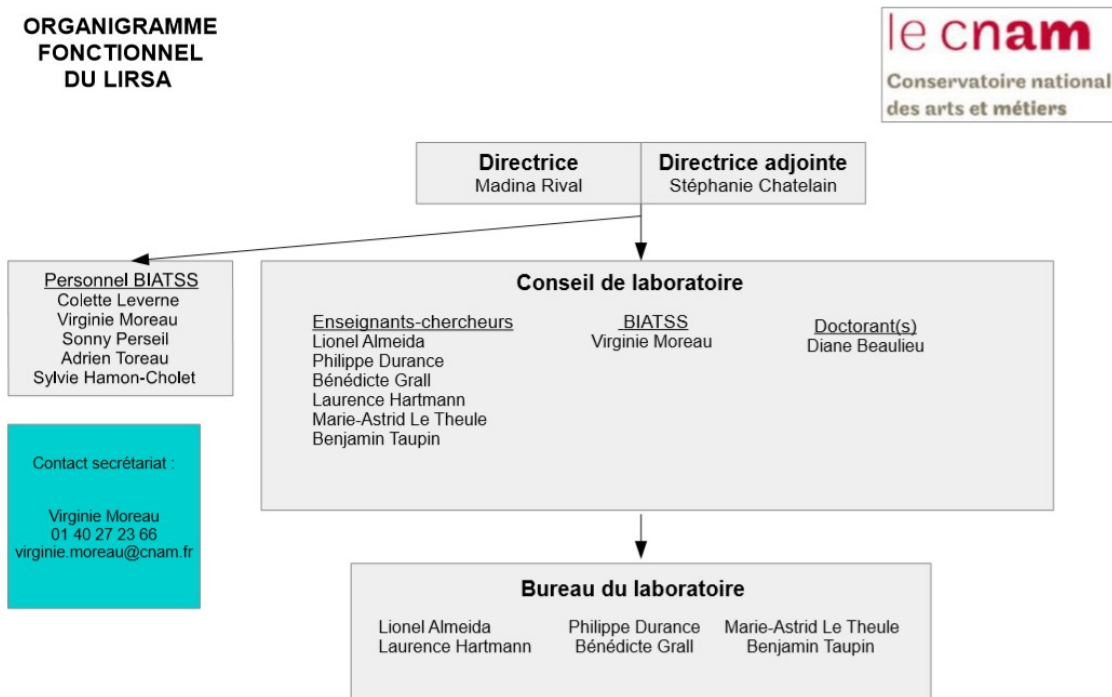 ORGANIGRAMME
FONCTIONNEL
DU LIRSA
le cnam
Conservatoire national
des arts et métiers
Directrice
Madina Rival
Directrice adjointe
Stéphanie Chatelain
Personnel BIATSS
Colette Leverne
Virginie Moreau
Sonny Perseil
Adrien Toreau
Sylvie Hamon-Cholet
Conseil de laboratoire
Enseignants-chercheurs
Lionel Almeida
Philippe Durance
Bénédicte Grall
Laurence Hartmann
Marie-Astrid Le Theule
Benjamin Taupin
BIATSS
Virginie Moreau
Doctorant(s)
Diane Beaulieu
Contact secrétariat :
Virginie Moreau
01 40 27 23 66
virginie.moreau@cnam.fr
Bureau du laboratoire
Lionel Almeida
Laurence Hartmann
Philippe Durance
Bénédicte Grall
Marie-Astrid Le Theule
Benjamin Taupin